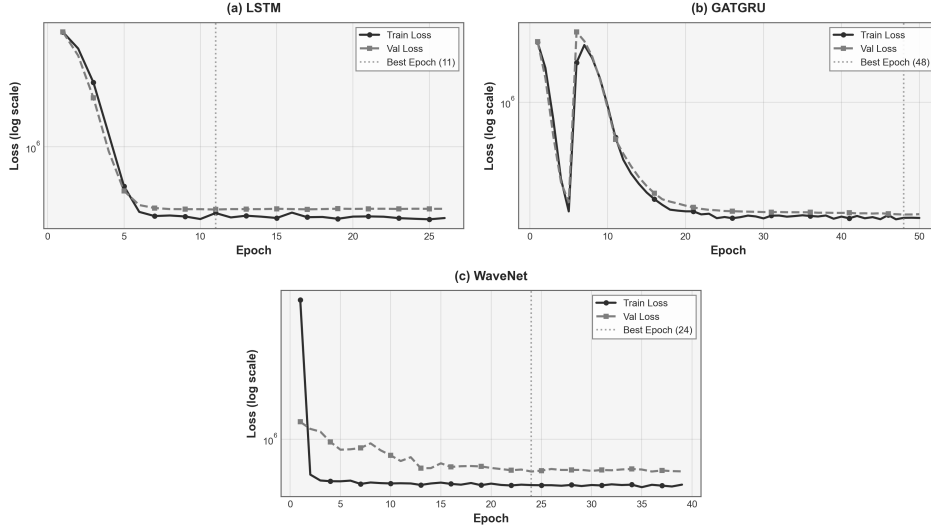 (a) LSTM
Loss (log scale)
10^6
Train Loss
Val Loss
Best Epoch (11)
0 5 10 15 20 25
Epoch
(b) GATGRU
Loss (log scale)
10^6
Train Loss
Val Loss
Best Epoch (48)
0 10 20 30 40 50
Epoch
(c) WaveNet
Loss (log scale)
10^6
Train Loss
Val Loss
Best Epoch (24)
0 5 10 15 20 25 30 35 40
Epoch